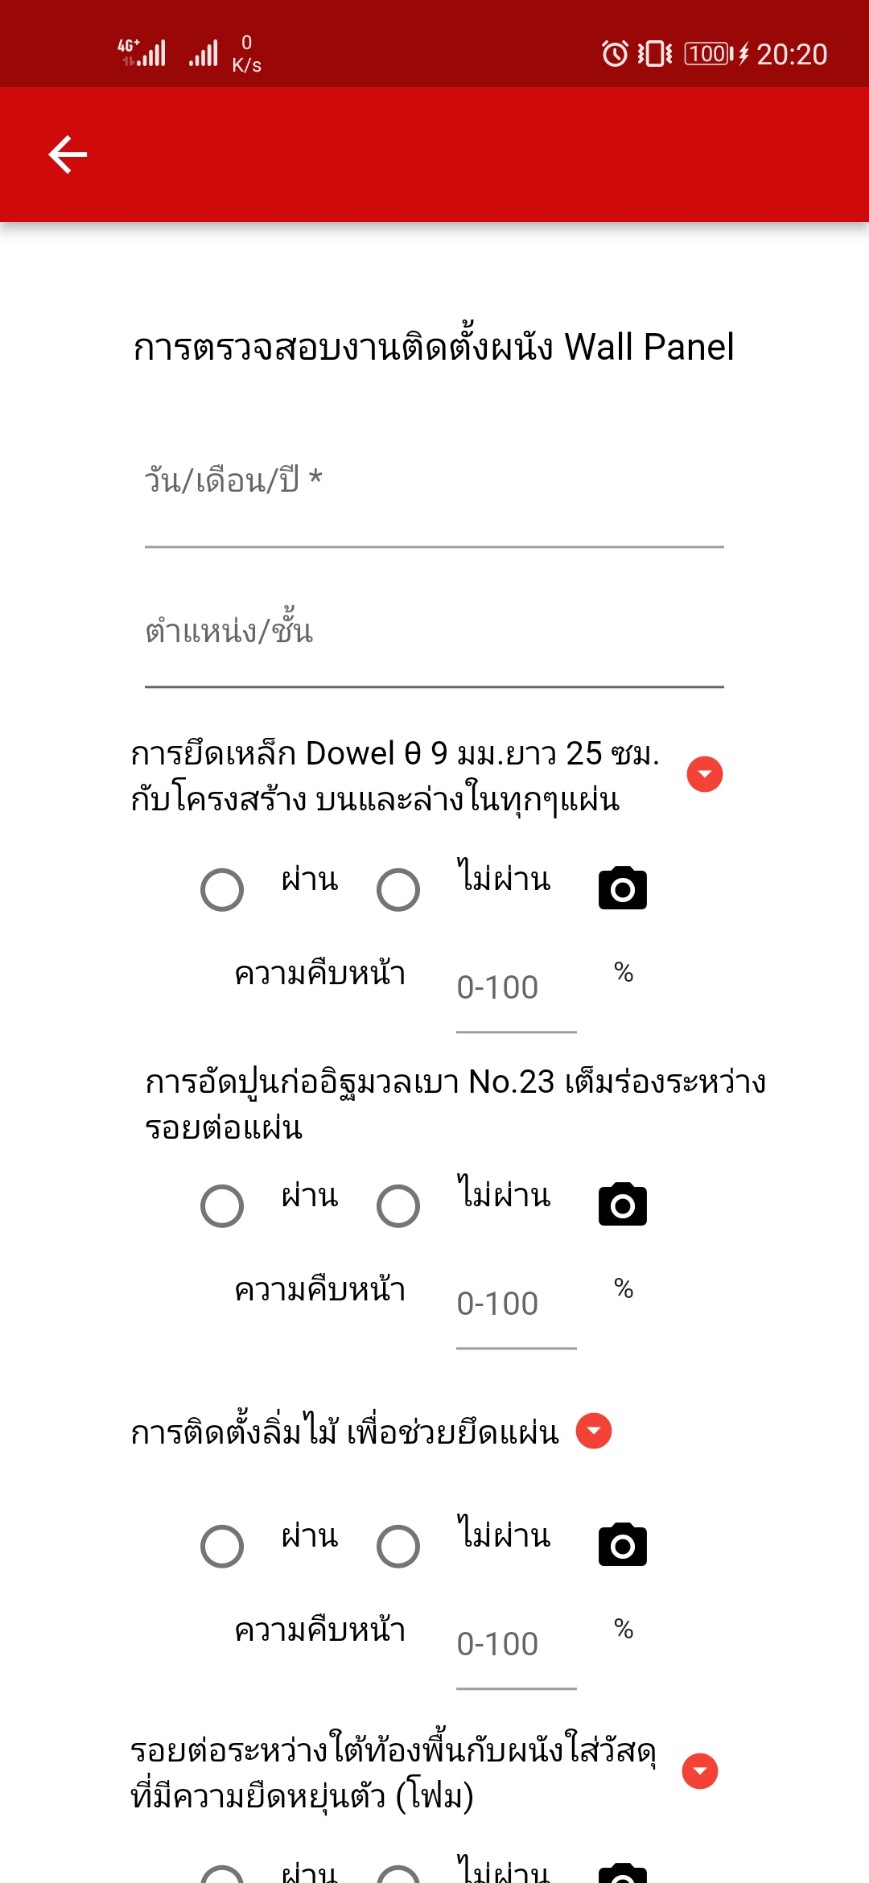 4G+ 0 K/s 100 20:20
การตรวจสอบงานติดตั้งผนัง Wall Panel
วัน/เดือน/ปี *
ตำแหน่ง/ชั้น
การยึดเหล็ก Dowel θ 9 มม.ยาว 25 ซม.
กับโครงสร้าง บนและล่างในทุกๆแผ่น
ผ่าน ไม่ผ่าน
ความคืบหน้า 0-100 %
การอัดปูนก่ออิฐมวลเบา No.23 เต็มร่องระหว่าง
รอยต่อแผ่น
ผ่าน ไม่ผ่าน
ความคืบหน้า 0-100 %
การติดตั้งลิ่มไม้ เพื่อช่วยยึดแผ่น
ผ่าน ไม่ผ่าน
ความคืบหน้า 0-100 %
รอยต่อระหว่างใต้ท้องพื้นกับผนังใส่วัสดุ
ที่มีความยืดหยุ่นตัว (โฟม)
ผ่าน ไม่ผ่าน